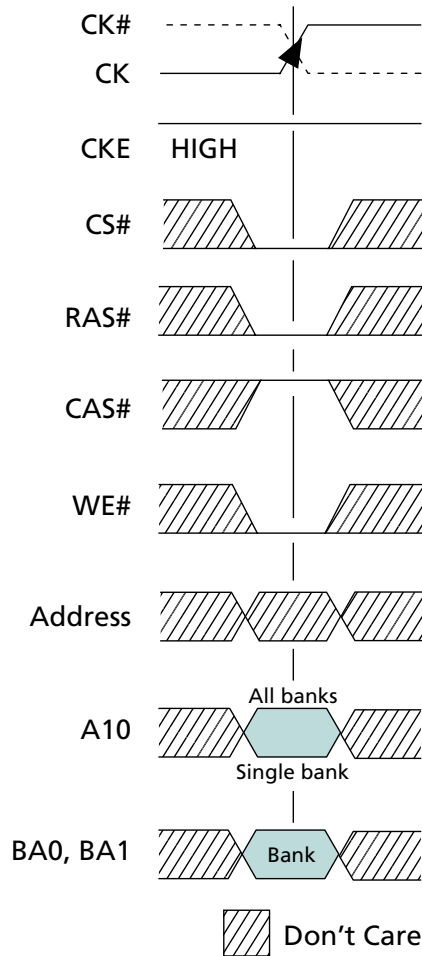 CK#
CK
CKE HIGH
CS#
RAS#
CAS#
WE#
Address
All banks
A10
Single bank
BA0, BA1 Bank
Don't Care